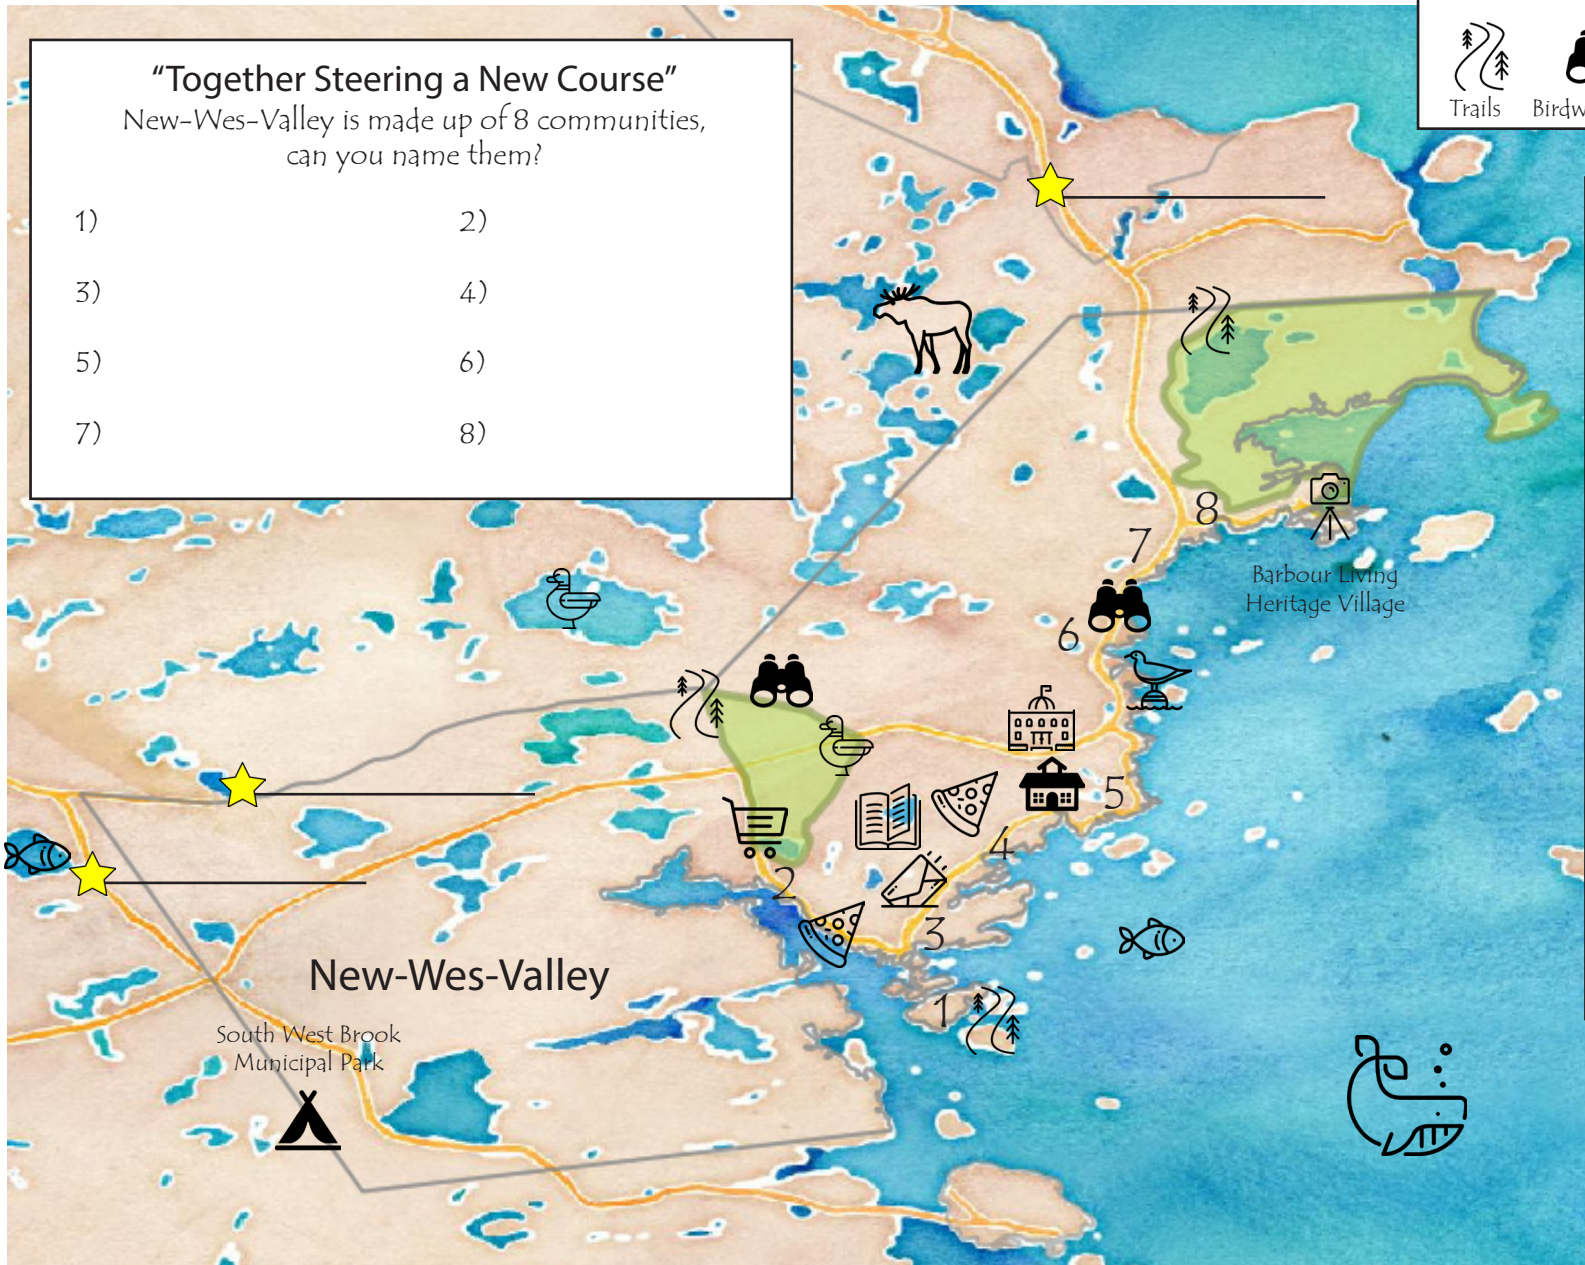 "Together Steering a New Course"
New-Wes-Valley is made up of 8 communities,
can you name them?
1)
2)
3)
4)
5)
6)
7)
8)
Trails
8
7
Barbour Living
Heritage Village
6
5
4
2
3
New-Wes-Valley
1
South West Brook
Municipal Park